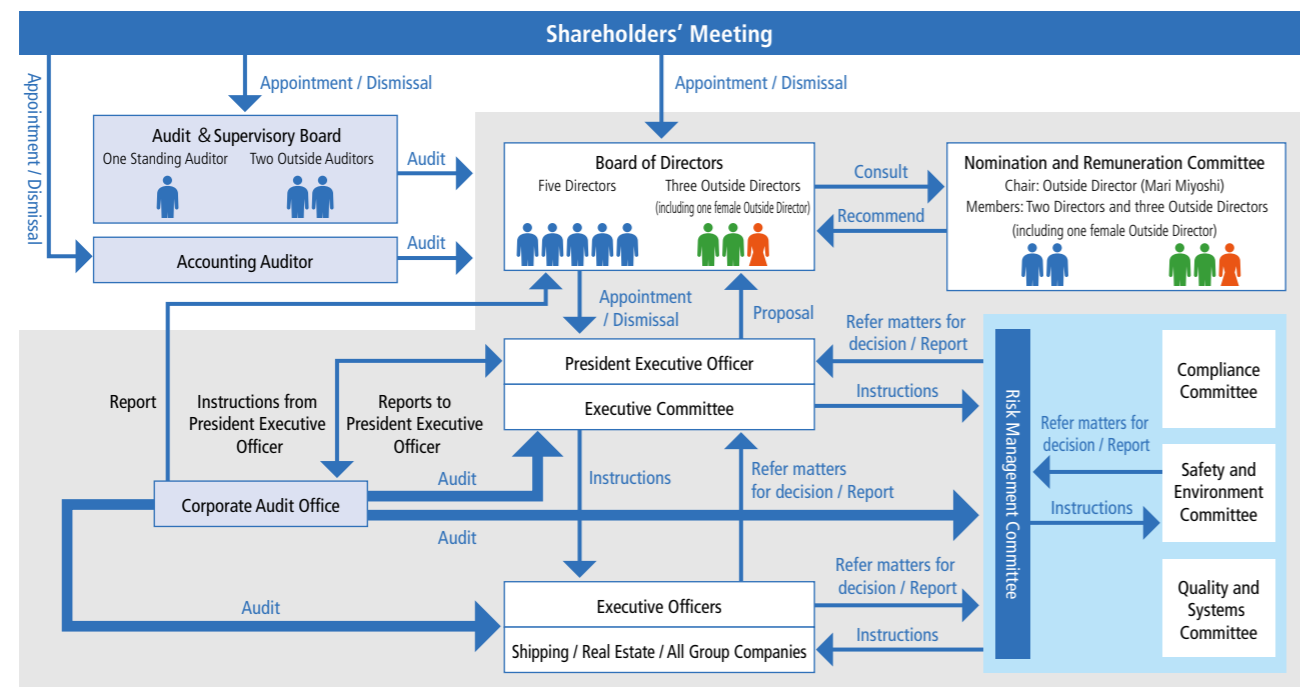 Shareholders' Meeting
Appointment / Dismissal
Appointment / Dismissal
Appointment / Dismissal
Audit & Supervisory Board
One Standing Auditor
Two Outside Auditors
Audit
Accounting Auditor
Audit
Board of Directors
Five Directors
Three Outside Directors
(including one female Outside Director)
Consult
Recommend
Nomination and Remuneration Committee
Chair: Outside Director (Mari Miyoshi)
Members: Two Directors and three Outside Directors
(including one female Outside Director)
Appointment
/ Dismissal
Proposal
President Executive Officer
Executive Committee
Refer matters for
decision / Report
Instructions
Report
Instructions from
President Executive
Officer
Reports to
President Executive
Officer
Corporate Audit Office
Audit
Audit
Audit
Instructions
Refer matters
for decision / Report
Executive Officers
Shipping / Real Estate / All Group Companies
Refer matters for
decision / Report
Instructions
Risk Management Committee
Refer matters for
decision / Report
Instructions
Compliance
Committee
Safety and
Environment
Committee
Quality and
Systems
Committee